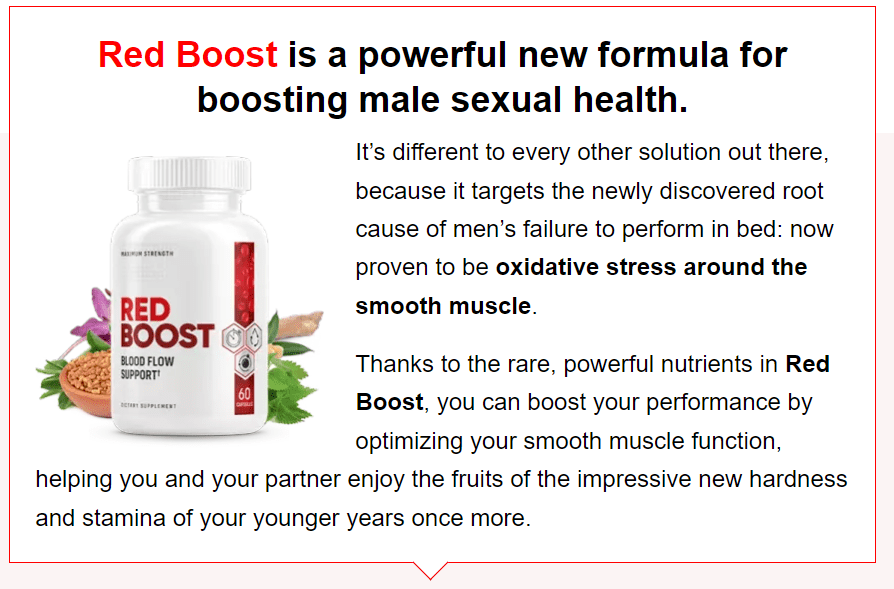 Red Boost is a powerful new formula for
boosting male sexual health.
It's different to every other solution out there,
because it targets the newly discovered root
cause of men's failure to perform in bed: now
proven to be oxidative stress around the
smooth muscle.
MAXIMUM STRENGTH
RED
BOOST
BLOOD FLOW
SUPPORT†
60
CAPSULES
DIETARY SUPPLEMENT
Thanks to the rare, powerful nutrients in Red
Boost, you can boost your performance by
optimizing your smooth muscle function,
helping you and your partner enjoy the fruits of the impressive new hardness
and stamina of your younger years once more.